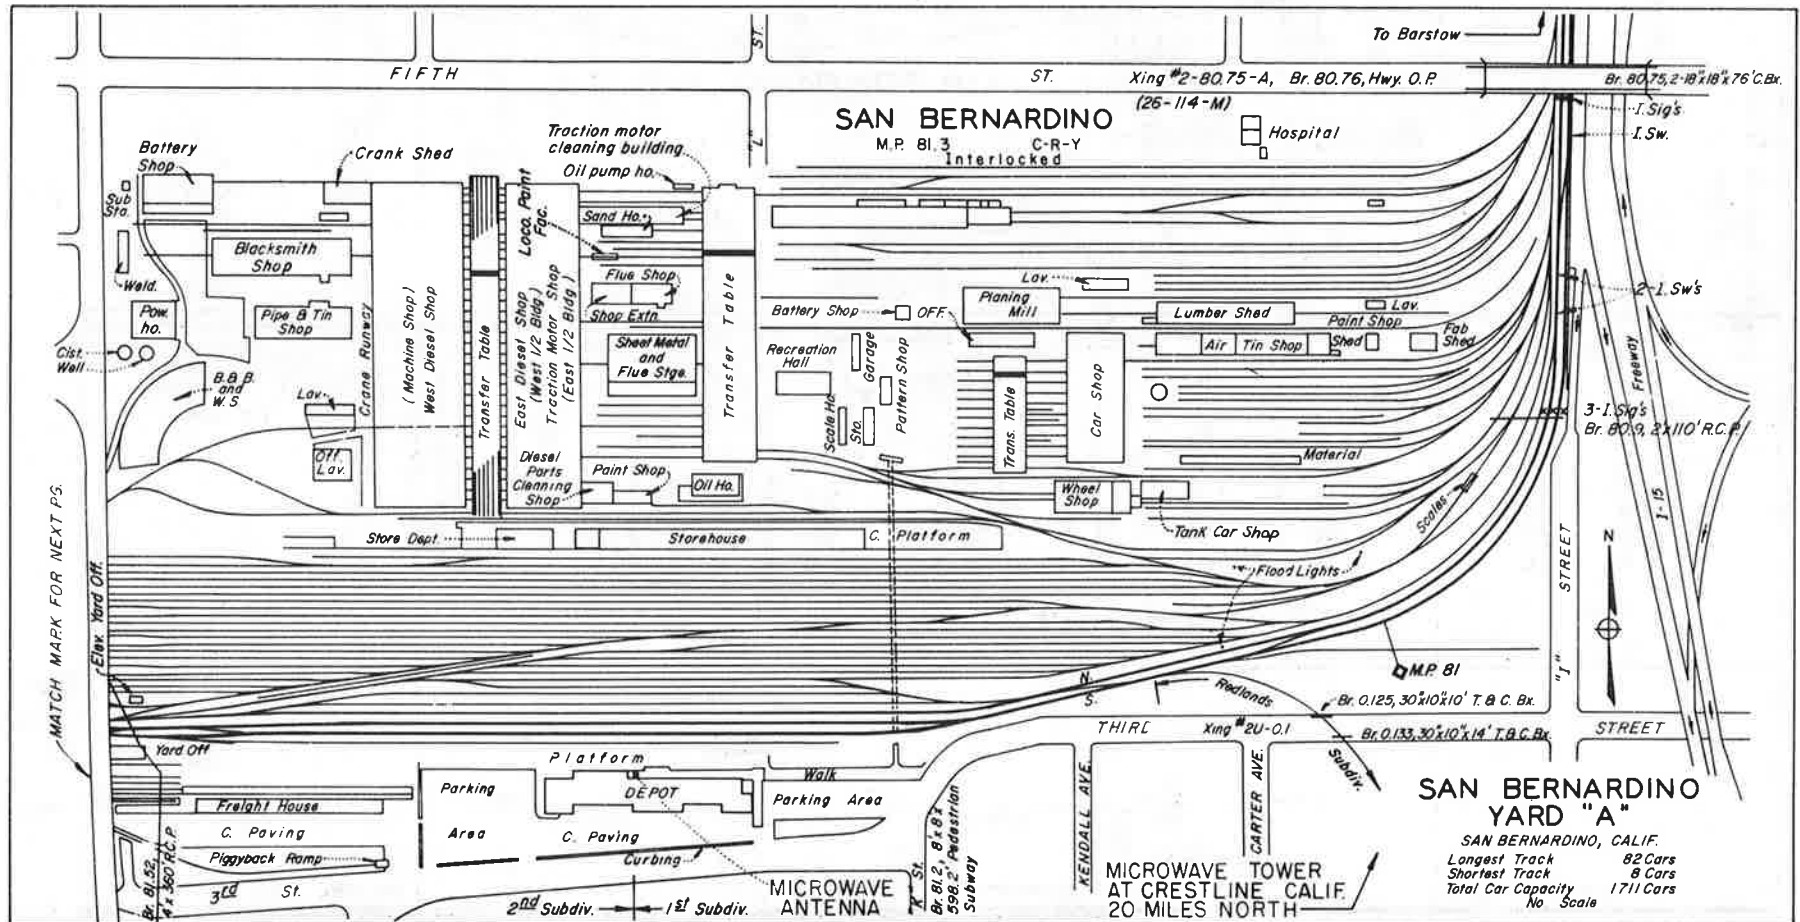 To Barstow
FIFTH
ST.
ST.
Xing #2-80.75-A, Br. 80.76, Hwy. O.P.
Br. 80.75, 2-18"x18"x76' C.Bx.
(26-114-M)
SAN BERNARDINO
M.P. 81.3 C-R-Y
Interlocked
"L"
Hospital
I. Sig's
I. Sw.
Battery
Shop
Crank Shed
Traction motor
cleaning building
Oil pump ho.
Sub
Sta.
Loco. Paint
Fac.
Sand Ho.
Blacksmith
Shop
Weld.
Flue Shop
Shop Extn.
Pow.
ho.
Pipe & Tin
Shop
Crane Runway
(Machine Shop)
West Diesel Shop
Transfer Table
East Diesel Shop
(West 1/2 Bldg.)
Traction Motor Shop
(East 1/2 Bldg.)
Transfer Table
Lav.
Planing
Mill
Battery Shop
OFF.
Lumber Shed
Lav.
Paint Shop
2-I. Sw's
Freeway
Cist.
Well
Sheet Metal
and
Flue Stge.
Recreation
Hall
Garage
Pattern Shop
Air
Tin Shop
Shed
Fab
Shed
B.& B.
and
W.S.
Lav.
Off.
Lav.
Scale Ho.
Sto.
Trans. Table
Car Shop
3-I. Sig's
Br. 80.9, 2x110' R.C.P.
Material
Diesel
Parts
Cleaning
Shop
Paint Shop
Oil Ho.
Wheel
Shop
Tank Car Shop
Scales
I-15
N
Store Dept.
Storehouse
C. Platform
Flood Lights
"I" STREET
MATCH MARK FOR NEXT PG.
Elev. Yard Off.
M.P. 81
N.
S.
Redlands
Subdiv.
Br. 0.125, 30"x10"x10' T. & C. Bx.
THIRD
Xing #2U-0.1
Br. 0.133, 30"x10"x14' T.& C. Bx.
STREET
Yard Off
Platform
Walk
Freight House
Parking
Area
DEPOT
Parking Area
C. Paving
C. Paving
Curbing
Piggyback Ramp
3rd St.
Br. 81.52,
4 x 360' R.C.P.
2nd Subdiv.
1st Subdiv.
MICROWAVE
ANTENNA
"K" St.
Br. 81.2, 8'x 8'x
598.2' Pedestrian
Subway
KENDALL AVE.
CARTER AVE.
MICROWAVE TOWER
AT CRESTLINE CALIF.
20 MILES NORTH
SAN BERNARDINO
YARD "A"
SAN BERNARDINO, CALIF.
Longest Track 82 Cars
Shortest Track 8 Cars
Total Car Capacity 1711 Cars
No Scale